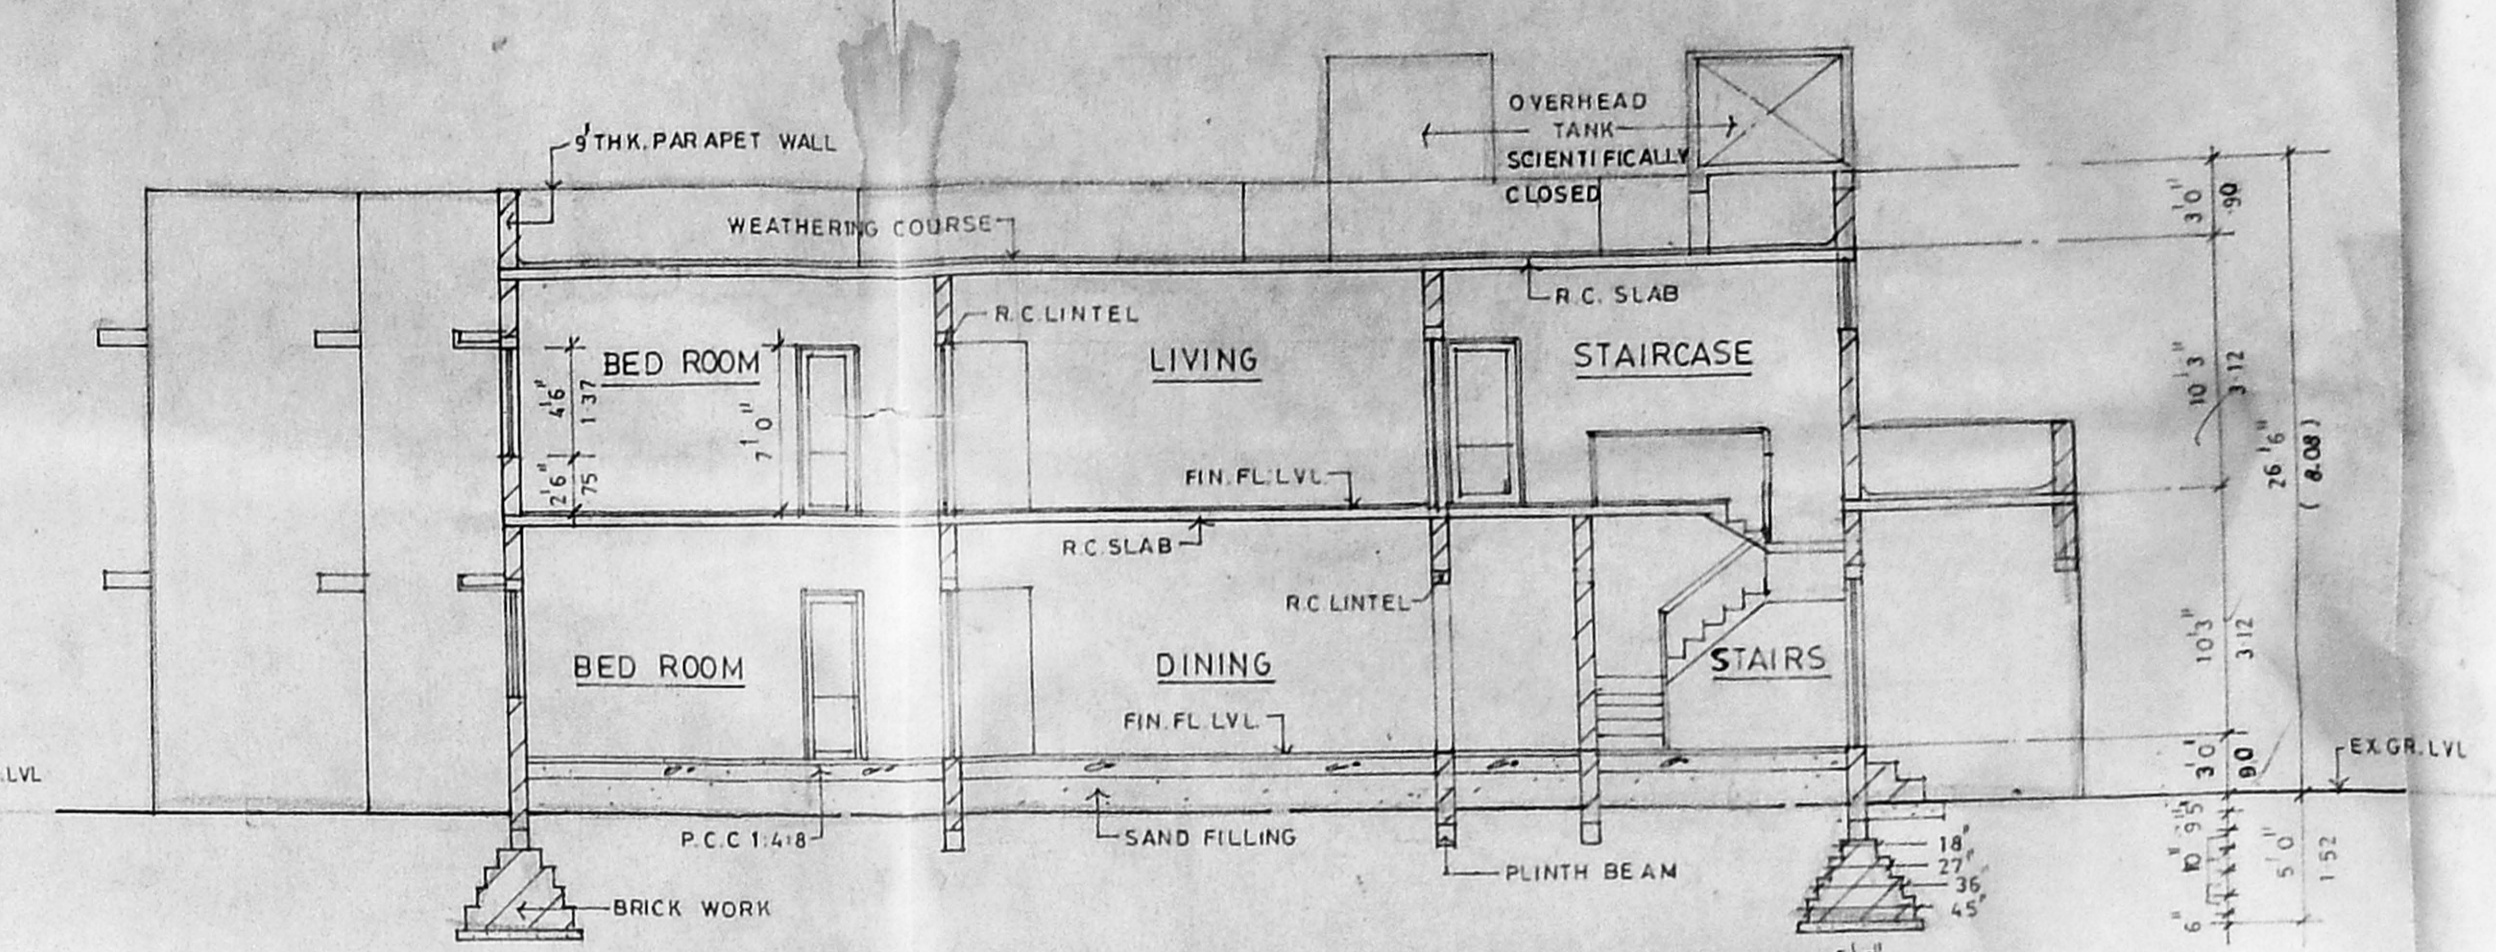 OVERHEAD
TANK
SCIENTIFICALLY
CLOSED
9' THK. PARAPET WALL
WEATHERING COURSE
3'0"
.90
R.C. SLAB
R.C. LINTEL
BED ROOM
LIVING
STAIRCASE
4'6"
1.37
7'0"
2'6"
.75
10'3"
3.12
26'6"
(8.08)
FIN. FL. LVL.
R.C. SLAB
R.C LINTEL
BED ROOM
DINING
STAIRS
10'3"
3.12
FIN. FL. LVL.
.LVL
3'0'
.90
EX.GR.LVL
P.C.C 1:4:8
SAND FILLING
PLINTH BEAM
BRICK WORK
18"
27"
36
45"
6"
10"
5'0"
1.52